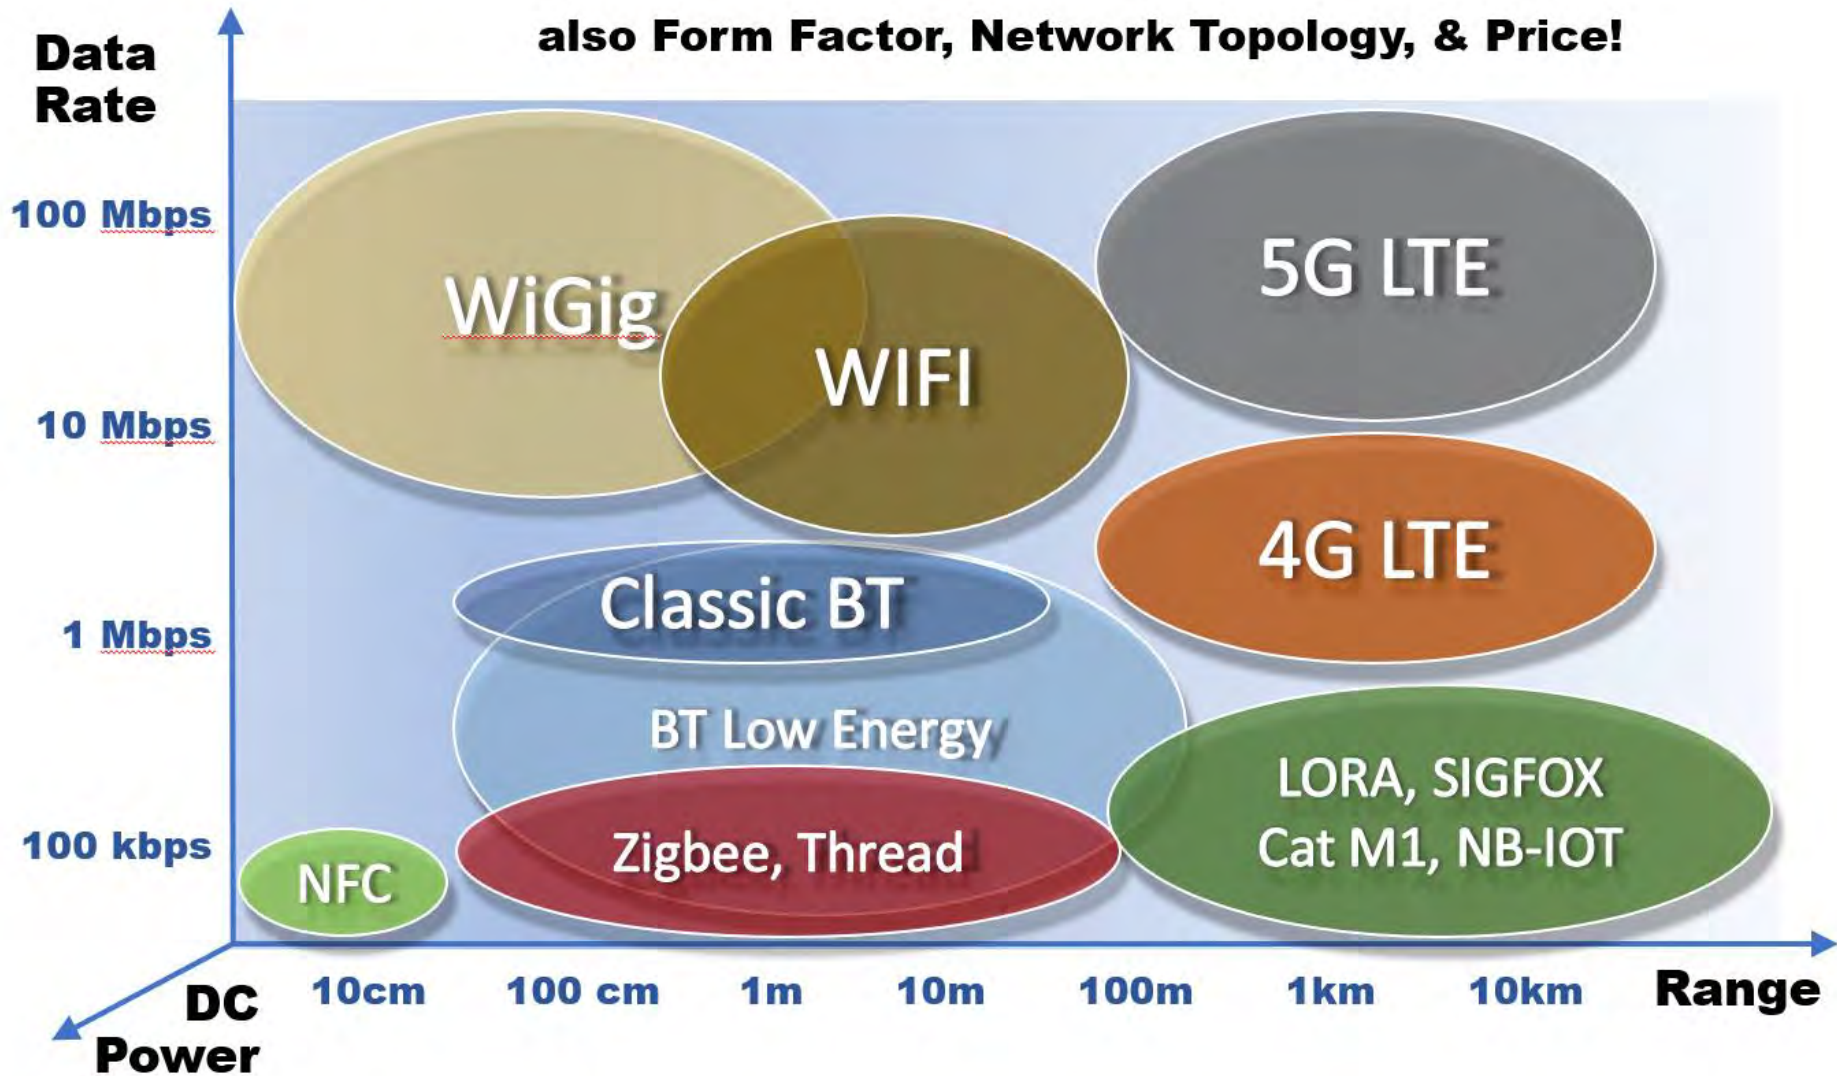 also Form Factor, Network Topology, & Price!
Data
Rate
100 Mbps
10 Mbps
1 Mbps
100 kbps
WiGig
WIFI
5G LTE
4G LTE
Classic BT
BT Low Energy
Zigbee, Thread
NFC
LORA, SIGFOX
Cat M1, NB-IOT
10cm
100 cm
1m
10m
100m
1km
10km
Range
DC
Power